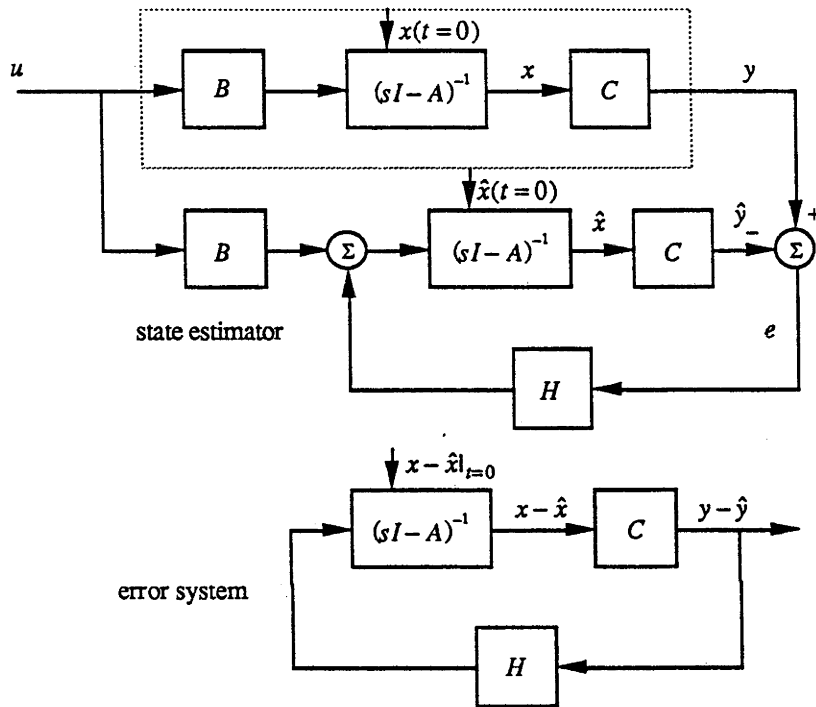 x(t = 0)
u
B
(sI – A)⁻¹
x
C
y
x̂(t = 0)
B
Σ
(sI – A)⁻¹
x̂
C
ŷ
–
+
Σ
state estimator
e
H
x – x̂|ₜ₌₀
(sI – A)⁻¹
x – x̂
C
y – ŷ
error system
H